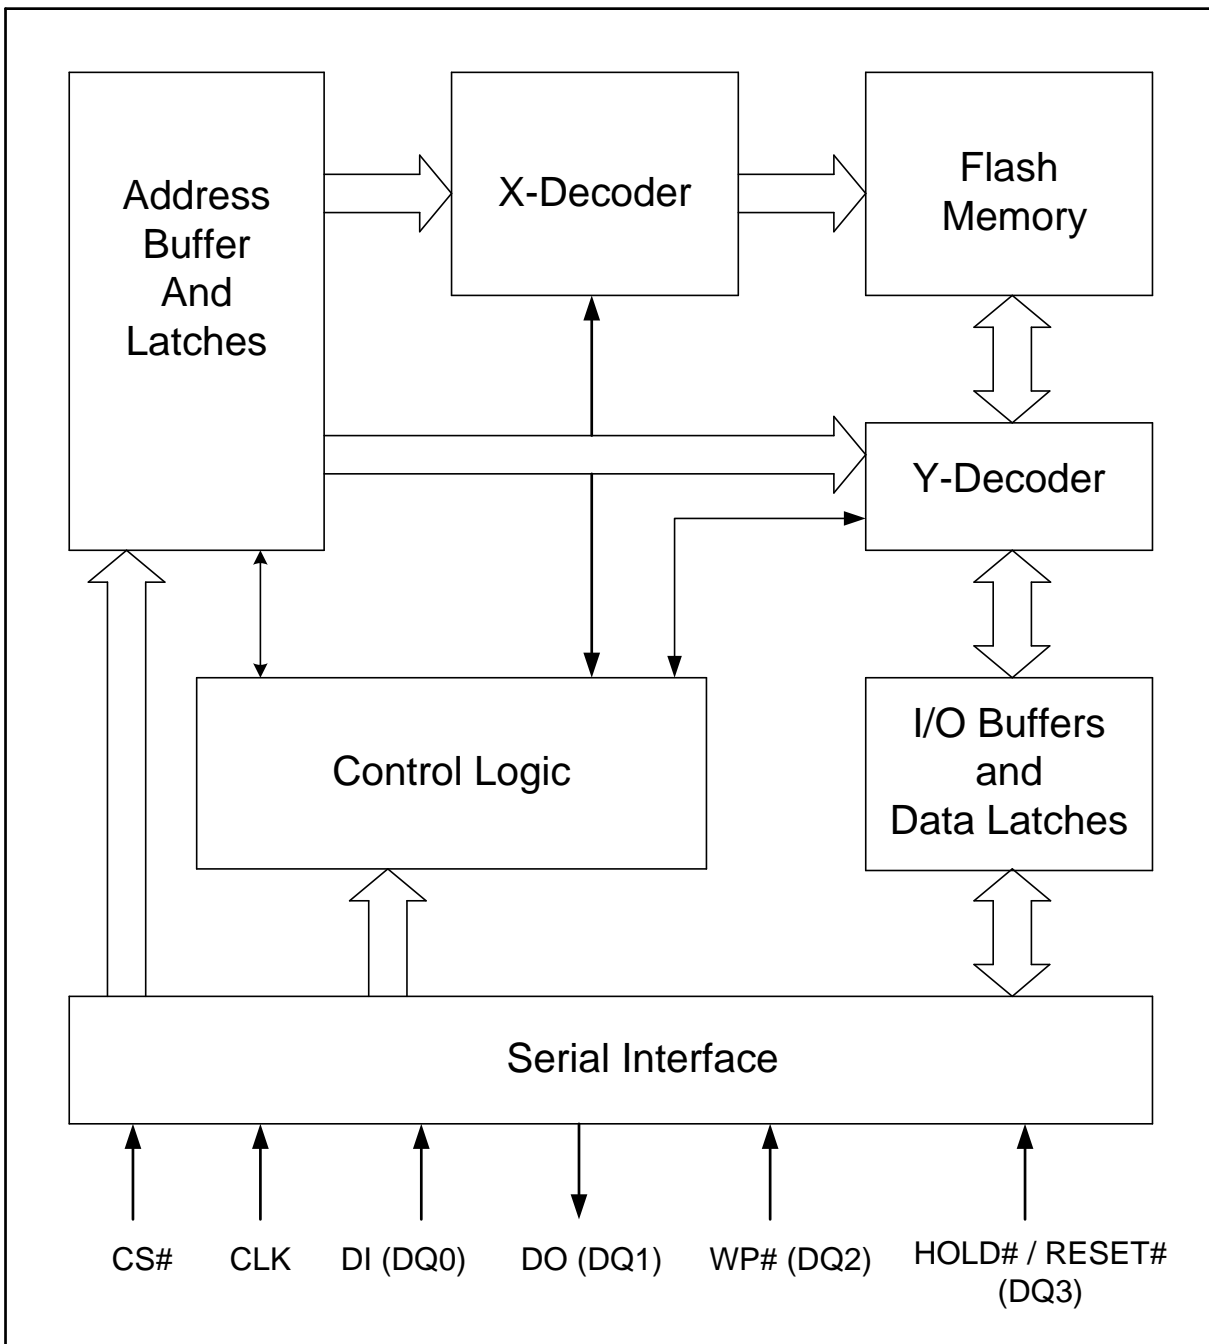 Address
Buffer
And
Latches
X-Decoder
Flash
Memory
Y-Decoder
Control Logic
I/O Buffers
and
Data Latches
Serial Interface
CS#
CLK
DI (DQ0)
DO (DQ1)
WP# (DQ2)
HOLD# / RESET#
(DQ3)